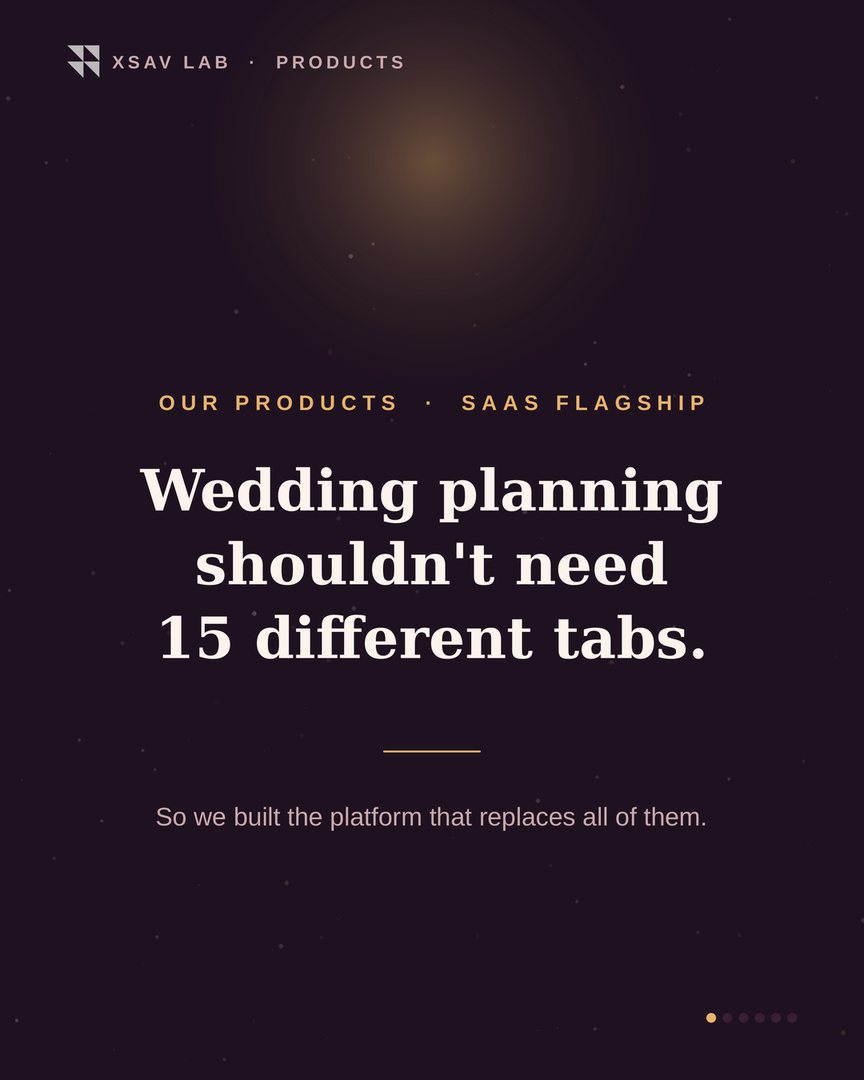 XSAV LAB · PRODUCTS
OUR PRODUCTS · SAAS FLAGSHIP
Wedding planning
shouldn't need
15 different tabs.
So we built the platform that replaces all of them.